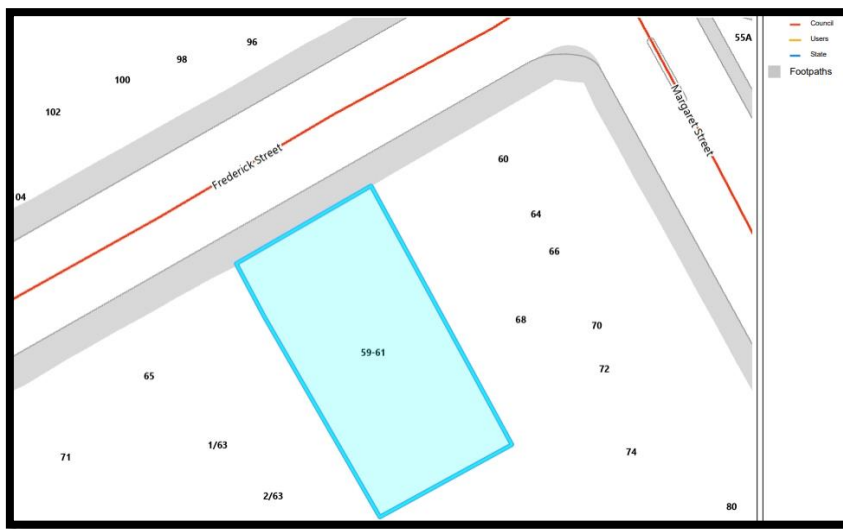 96
98
100
102
04
Frederick Street
Margaret Street
55A
60
64
66
68
70
72
74
80
59-61
65
1/63
71
2/63
Council
Users
State
Footpaths